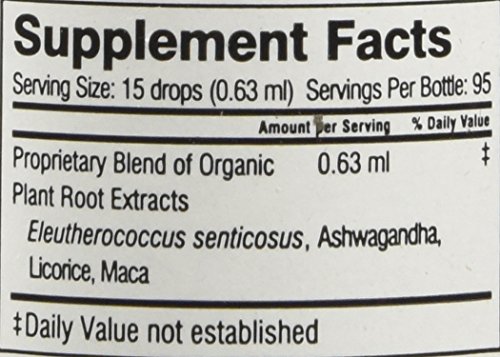 Supplement Facts
Serving Size: 15 drops (0.63 ml) Servings Per Bottle: 95
Amount per Serving % Daily Value
Proprietary Blend of Organic 0.63 ml ‡
Plant Root Extracts
Eleutherococcus senticosus, Ashwagandha,
Licorice, Maca
‡Daily Value not established